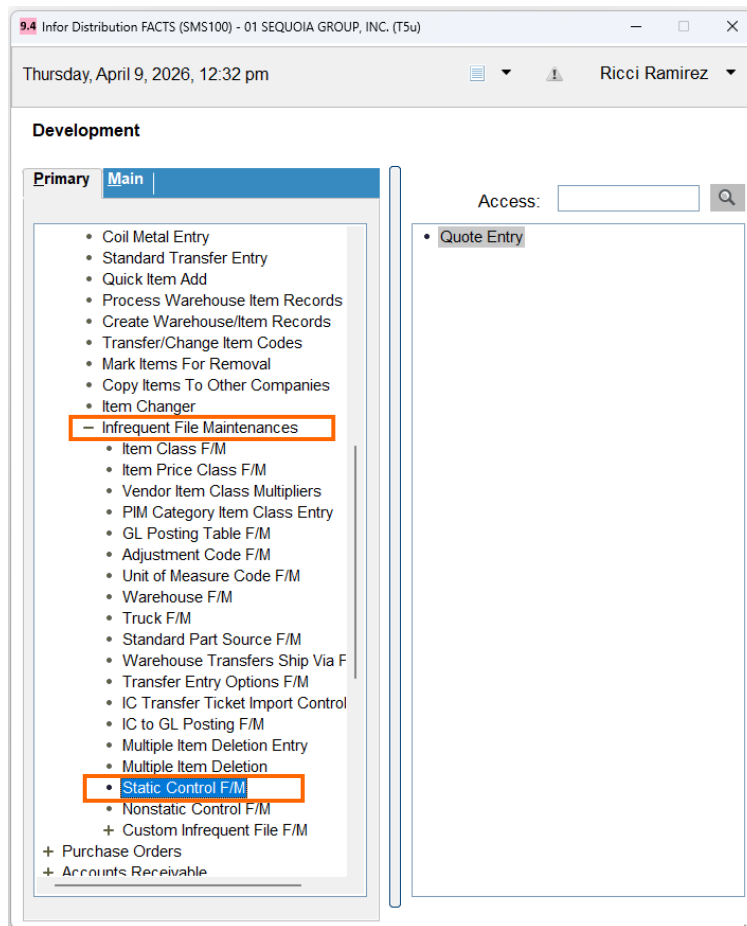 9.4 Infor Distribution FACTS (SMS100) - 01 SEQUOIA GROUP, INC. (T5u)
Thursday, April 9, 2026, 12:32 pm
Ricci Ramirez
Development
Primary
Main
Access:
Coil Metal Entry
Standard Transfer Entry
Quick Item Add
Process Warehouse Item Records
Create Warehouse/Item Records
Transfer/Change Item Codes
Mark Items For Removal
Copy Items To Other Companies
Item Changer
Infrequent File Maintenances
Item Class F/M
Item Price Class F/M
Vendor Item Class Multipliers
PIM Category Item Class Entry
GL Posting Table F/M
Adjustment Code F/M
Unit of Measure Code F/M
Warehouse F/M
Truck F/M
Standard Part Source F/M
Warehouse Transfers Ship Via F
Transfer Entry Options F/M
IC Transfer Ticket Import Control
IC to GL Posting F/M
Multiple Item Deletion Entry
Multiple Item Deletion
Static Control F/M
Nonstatic Control F/M
Custom Infrequent File F/M
Purchase Orders
Accounts Receivable
Quote Entry